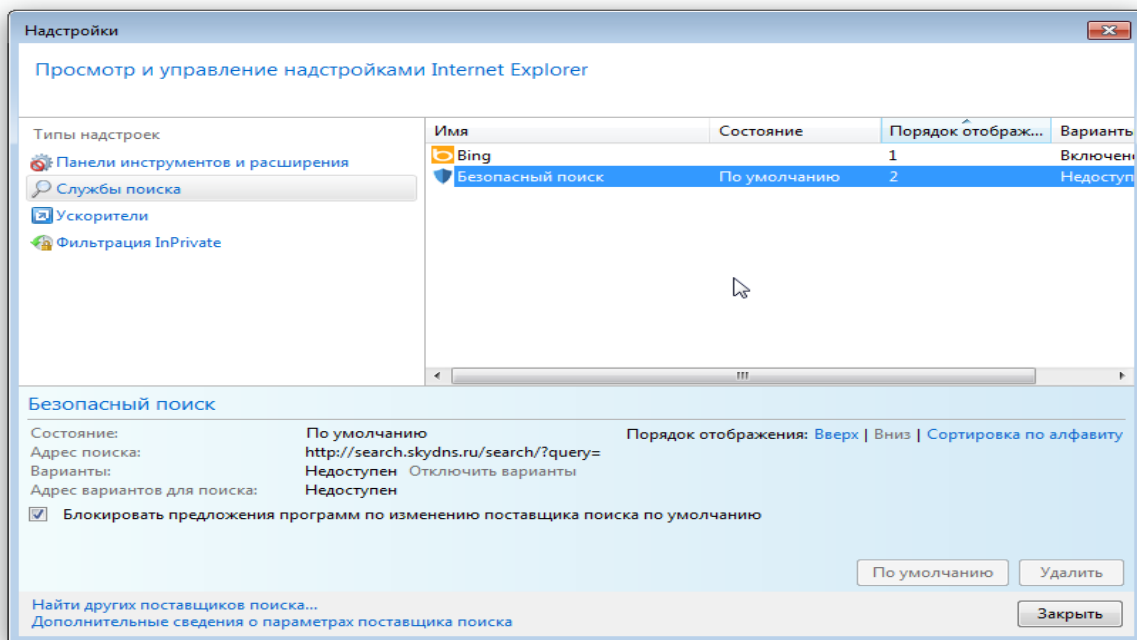 Надстройки
Просмотр и управление надстройками Internet Explorer
Типы надстроек
Панели инструментов и расширения
Службы поиска
Ускорители
Фильтрация InPrivate
Имя Состояние Порядок отображ... Варианты
Bing 1 Включено
Безопасный поиск По умолчанию 2 Недоступ
Безопасный поиск
Состояние: По умолчанию Порядок отображения: Вверх | Вниз | Сортировка по алфавиту
Адрес поиска: http://search.skydns.ru/search/?query=
Варианты: Недоступен Отключить варианты
Адрес вариантов для поиска: Недоступен
Блокировать предложения программ по изменению поставщика поиска по умолчанию
По умолчанию Удалить
Найти других поставщиков поиска...
Дополнительные сведения о параметрах поставщика поиска
Закрыть